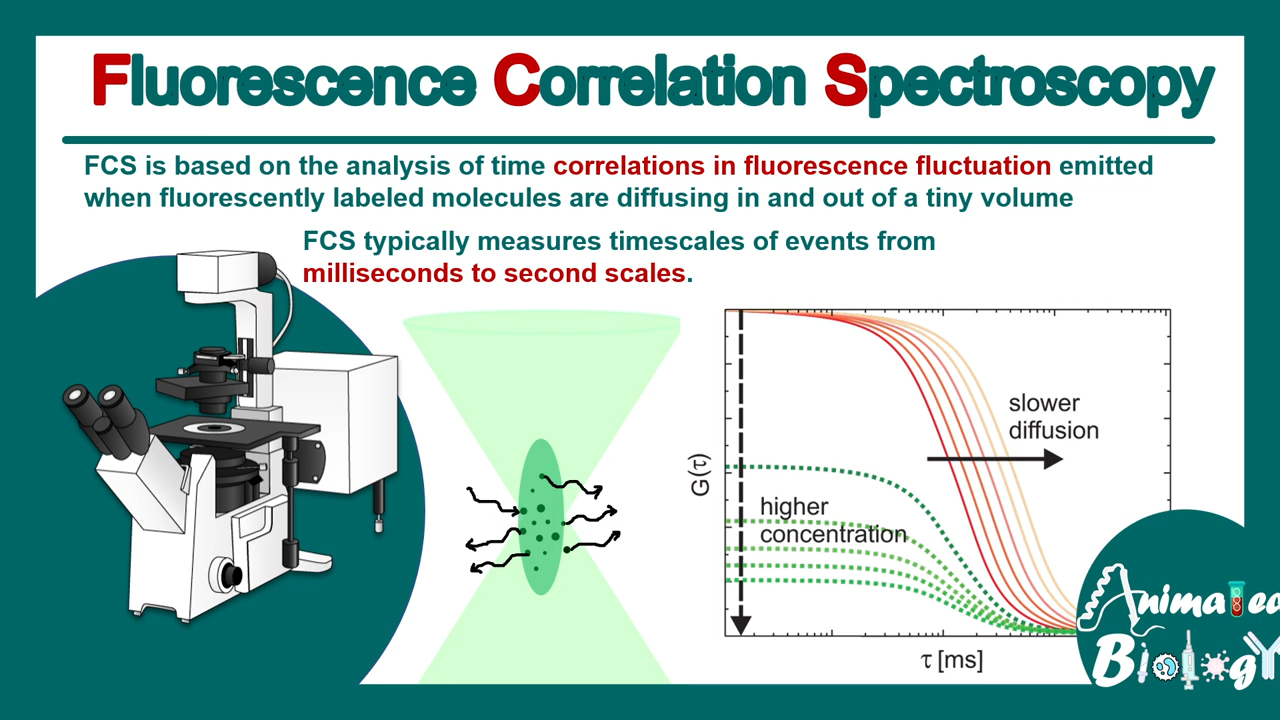 Fluorescence Correlation Spectroscopy
FCS is based on the analysis of time correlations in fluorescence fluctuation emitted
when fluorescently labeled molecules are diffusing in and out of a tiny volume
FCS typically measures timescales of events from
milliseconds to second scales.
slower
diffusion
G(τ)
higher
concentration
τ [ms]
Animated
Biology